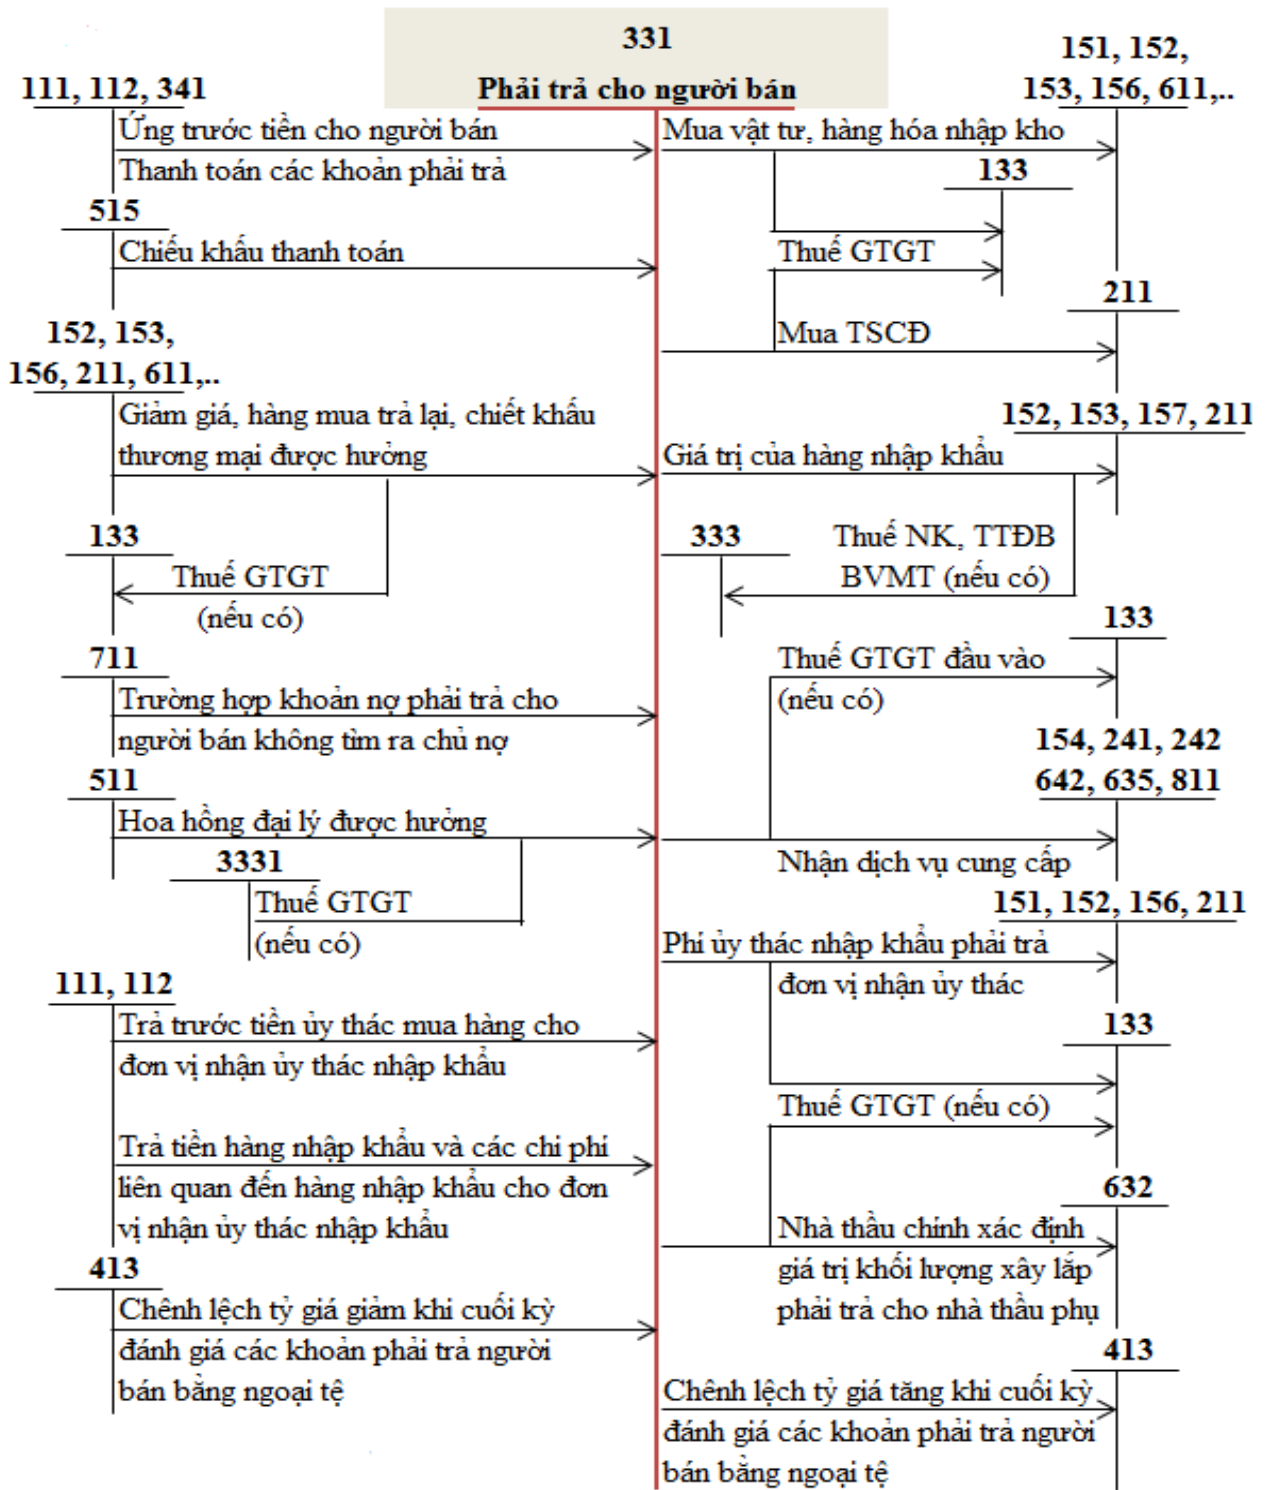 331
Phải trả cho người bán
111, 112, 341
Ứng trước tiền cho người bán
Thanh toán các khoản phải trả
515
Chiếu khấu thanh toán
152, 153,
156, 211, 611,..
Giảm giá, hàng mua trả lại, chiết khấu
thương mại được hưởng
133
Thuế GTGT
(nếu có)
711
Trường hợp khoản nợ phải trả cho
người bán không tìm ra chủ nợ
511
Hoa hồng đại lý được hưởng
3331
Thuế GTGT
(nếu có)
111, 112
Trả trước tiền ủy thác mua hàng cho
đơn vị nhận ủy thác nhập khẩu
Trả tiền hàng nhập khẩu và các chi phí
liên quan đến hàng nhập khẩu cho đơn
vị nhận ủy thác nhập khẩu
413
Chênh lệch tỷ giá giảm khi cuối kỳ
đánh giá các khoản phải trả người
bán bằng ngoại tệ
151, 152,
153, 156, 611,..
Mua vật tư, hàng hóa nhập kho
133
Thuế GTGT
211
Mua TSCĐ
152, 153, 157, 211
Giá trị của hàng nhập khẩu
333
Thuế NK, TTĐB
BVMT (nếu có)
133
Thuế GTGT đầu vào
(nếu có)
154, 241, 242
642, 635, 811
Nhận dịch vụ cung cấp
151, 152, 156, 211
Phí ủy thác nhập khẩu phải trả
đơn vị nhận ủy thác
133
Thuế GTGT (nếu có)
632
Nhà thầu chính xác định
giá trị khối lượng xây lắp
phải trả cho nhà thầu phụ
413
Chênh lệch tỷ giá tăng khi cuối kỳ
đánh giá các khoản phải trả người
bán bằng ngoại tệ